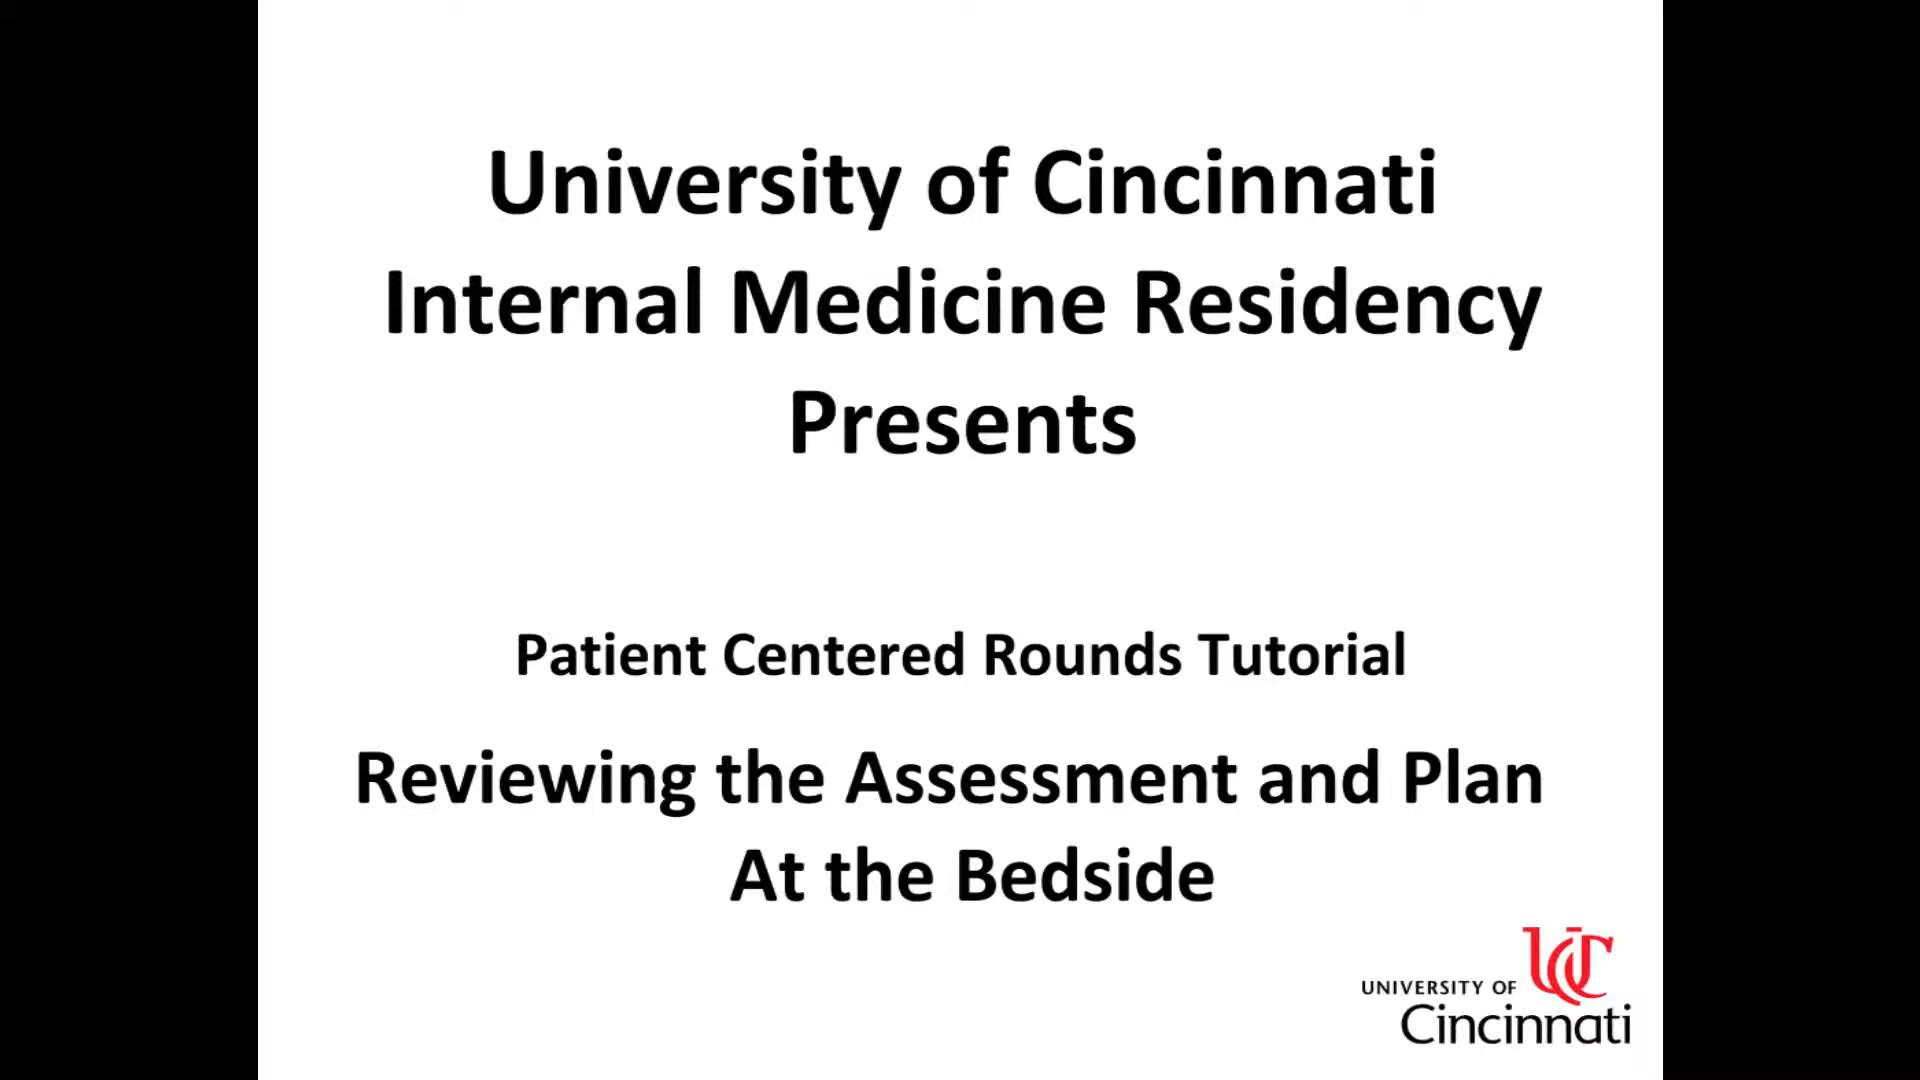 University of Cincinnati
Internal Medicine Residency
Presents
Patient Centered Rounds Tutorial
Reviewing the Assessment and Plan
At the Bedside
UC
UNIVERSITY OF
Cincinnati